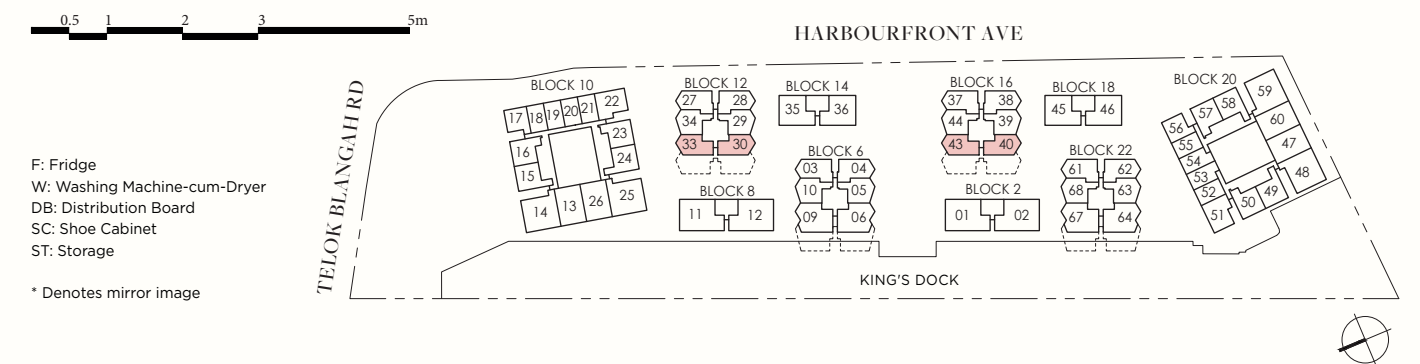 0.5 1 2 3 5m
HARBOURFRONT AVE
TELOK BLANGAH RD
F: Fridge
W: Washing Machine-cum-Dryer
DB: Distribution Board
SC: Shoe Cabinet
ST: Storage
* Denotes mirror image
BLOCK 10
17 18 19 20 21 22
16 23
15 24
14 13 26 25
BLOCK 12
27 28
34 29
33 30
BLOCK 14
35 36
BLOCK 8
11 12
BLOCK 6
03 04
10 05
09 06
BLOCK 16
37 38
44 39
43 40
BLOCK 18
45 46
BLOCK 2
01 02
BLOCK 22
61 62
68 63
67 64
BLOCK 20
56 57 58 59
55 60
54 47
53 48
52 49
51 50
KING'S DOCK